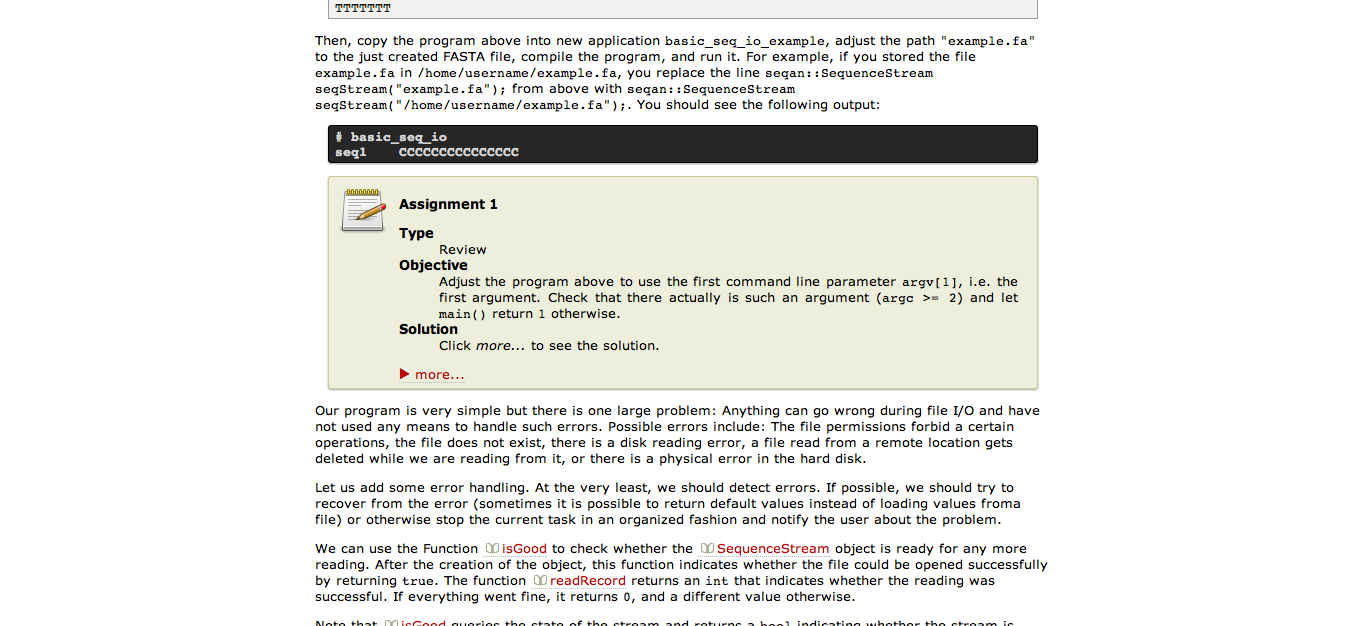 TTTTTTT
Then, copy the program above into new application basic_seq_io_example, adjust the path "example.fa"
to the just created FASTA file, compile the program, and run it. For example, if you stored the file
example.fa in /home/username/example.fa, you replace the line seqan::SequenceStream
seqStream("example.fa"); from above with seqan::SequenceStream
seqStream("/home/username/example.fa");. You should see the following output:
# basic_seq_io
seq1    CCCCCCCCCCCCCCC
Assignment 1
Type
Review
Objective
Adjust the program above to use the first command line parameter argv[1], i.e. the
first argument. Check that there actually is such an argument (argc >= 2) and let
main() return 1 otherwise.
Solution
Click more... to see the solution.
more...
Our program is very simple but there is one large problem: Anything can go wrong during file I/O and have
not used any means to handle such errors. Possible errors include: The file permissions forbid a certain
operations, the file does not exist, there is a disk reading error, a file read from a remote location gets
deleted while we are reading from it, or there is a physical error in the hard disk.
Let us add some error handling. At the very least, we should detect errors. If possible, we should try to
recover from the error (sometimes it is possible to return default values instead of loading values froma
file) or otherwise stop the current task in an organized fashion and notify the user about the problem.
We can use the Function isGood to check whether the SequenceStream object is ready for any more
reading. After the creation of the object, this function indicates whether the file could be opened successfully
by returning true. The function readRecord returns an int that indicates whether the reading was
successful. If everything went fine, it returns 0, and a different value otherwise.
Note that isGood queries the state of the stream and returns a bool indicating whether the stream is